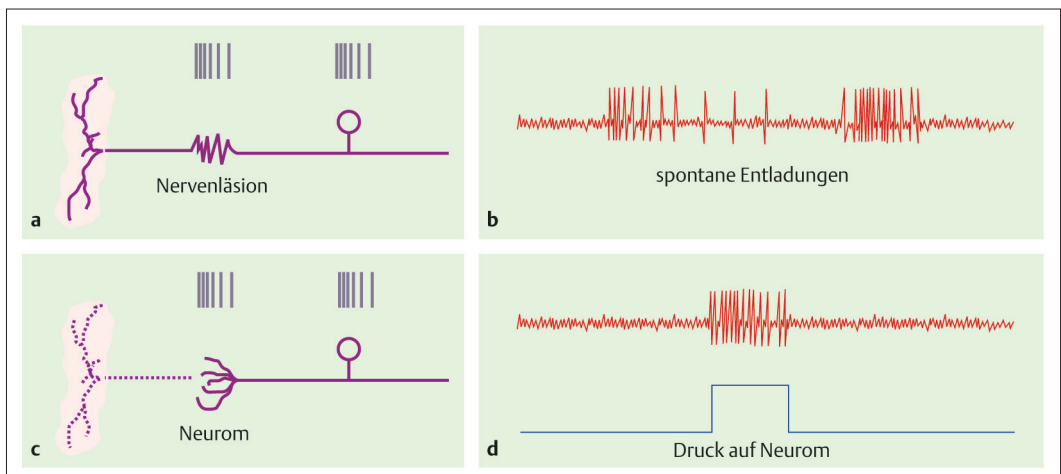 Nervenläsion
a
spontane Entladungen
b
Neurom
c
Druck auf Neurom
d